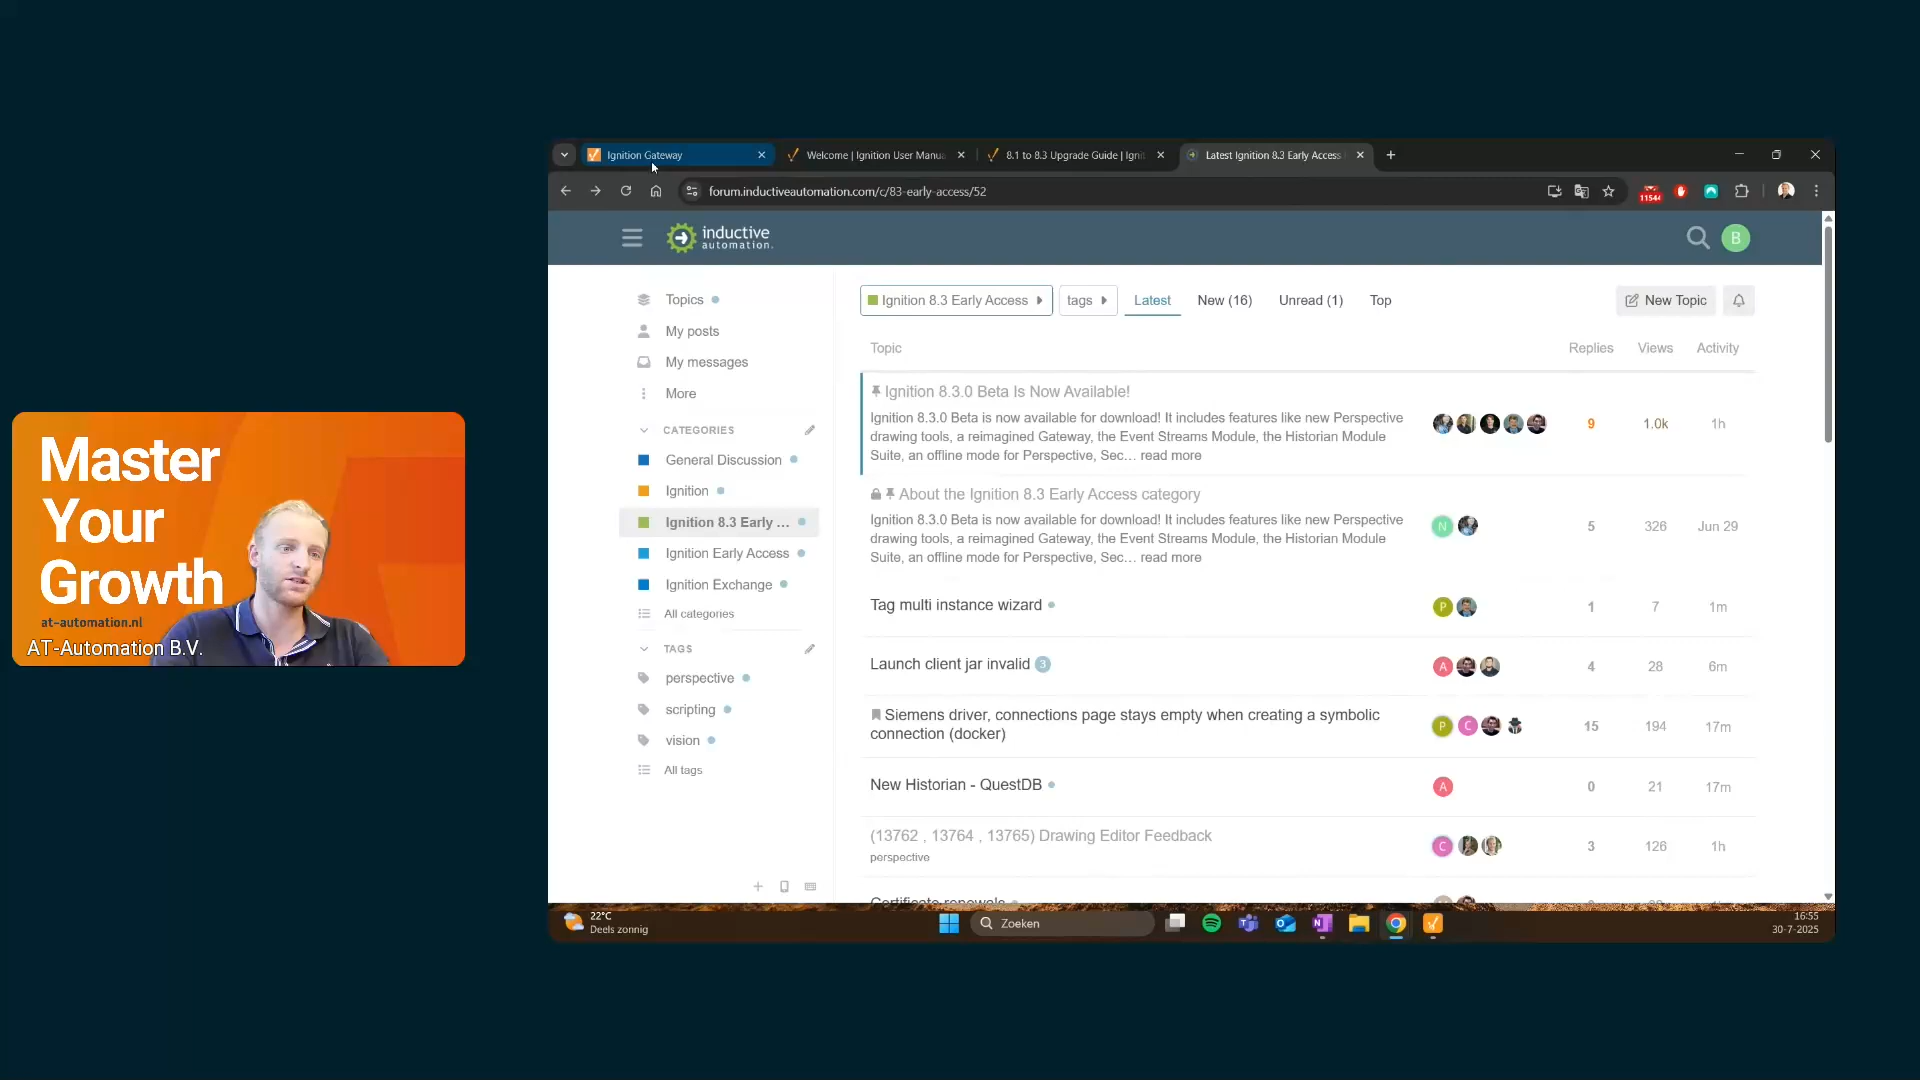 Master
Your
Growth
at-automation.nl
AT-Automation B.V.
Ignition Gateway
Welcome | Ignition User Manua
8.1 to 8.3 Upgrade Guide | Ignit
Latest Ignition 8.3 Early Access
forum.inductiveautomation.com/c/83-early-access/52
11544
inductive
automation.
B
Topics
My posts
My messages
More
CATEGORIES
General Discussion
Ignition
Ignition 8.3 Early ...
Ignition Early Access
Ignition Exchange
All categories
TAGS
perspective
scripting
vision
All tags
Ignition 8.3 Early Access
tags
Latest
New (16)
Unread (1)
Top
New Topic
Topic
Replies
Views
Activity
Ignition 8.3.0 Beta Is Now Available!
Ignition 8.3.0 Beta is now available for download! It includes features like new Perspective
drawing tools, a reimagined Gateway, the Event Streams Module, the Historian Module
Suite, an offline mode for Perspective, Sec... read more
9
1.0k
1h
About the Ignition 8.3 Early Access category
Ignition 8.3.0 Beta is now available for download! It includes features like new Perspective
drawing tools, a reimagined Gateway, the Event Streams Module, the Historian Module
Suite, an offline mode for Perspective, Sec... read more
N
5
326
Jun 29
Tag multi instance wizard
P
1
7
1m
Launch client jar invalid 3
A
4
28
6m
Siemens driver, connections page stays empty when creating a symbolic
connection (docker)
P
C
15
194
17m
New Historian - QuestDB
A
0
21
17m
(13762 , 13764 , 13765) Drawing Editor Feedback
perspective
C
3
126
1h
Certificate renewals
22°C
Deels zonnig
Zoeken
16:55
30-7-2025